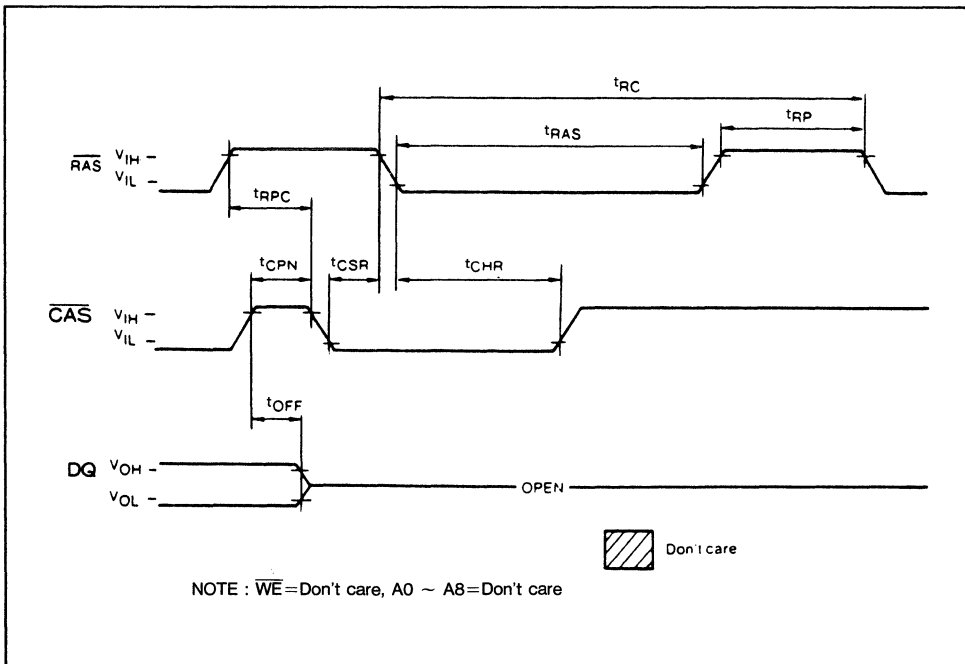 tRC
tRAS
tRP
RAS
VIH
VIL
tRPC
tCPN
tCSR
tCHR
CAS
VIH
VIL
tOFF
DQ
VOH
VOL
OPEN
Don't care
NOTE : WE=Don't care, A0 ~ A8=Don't care